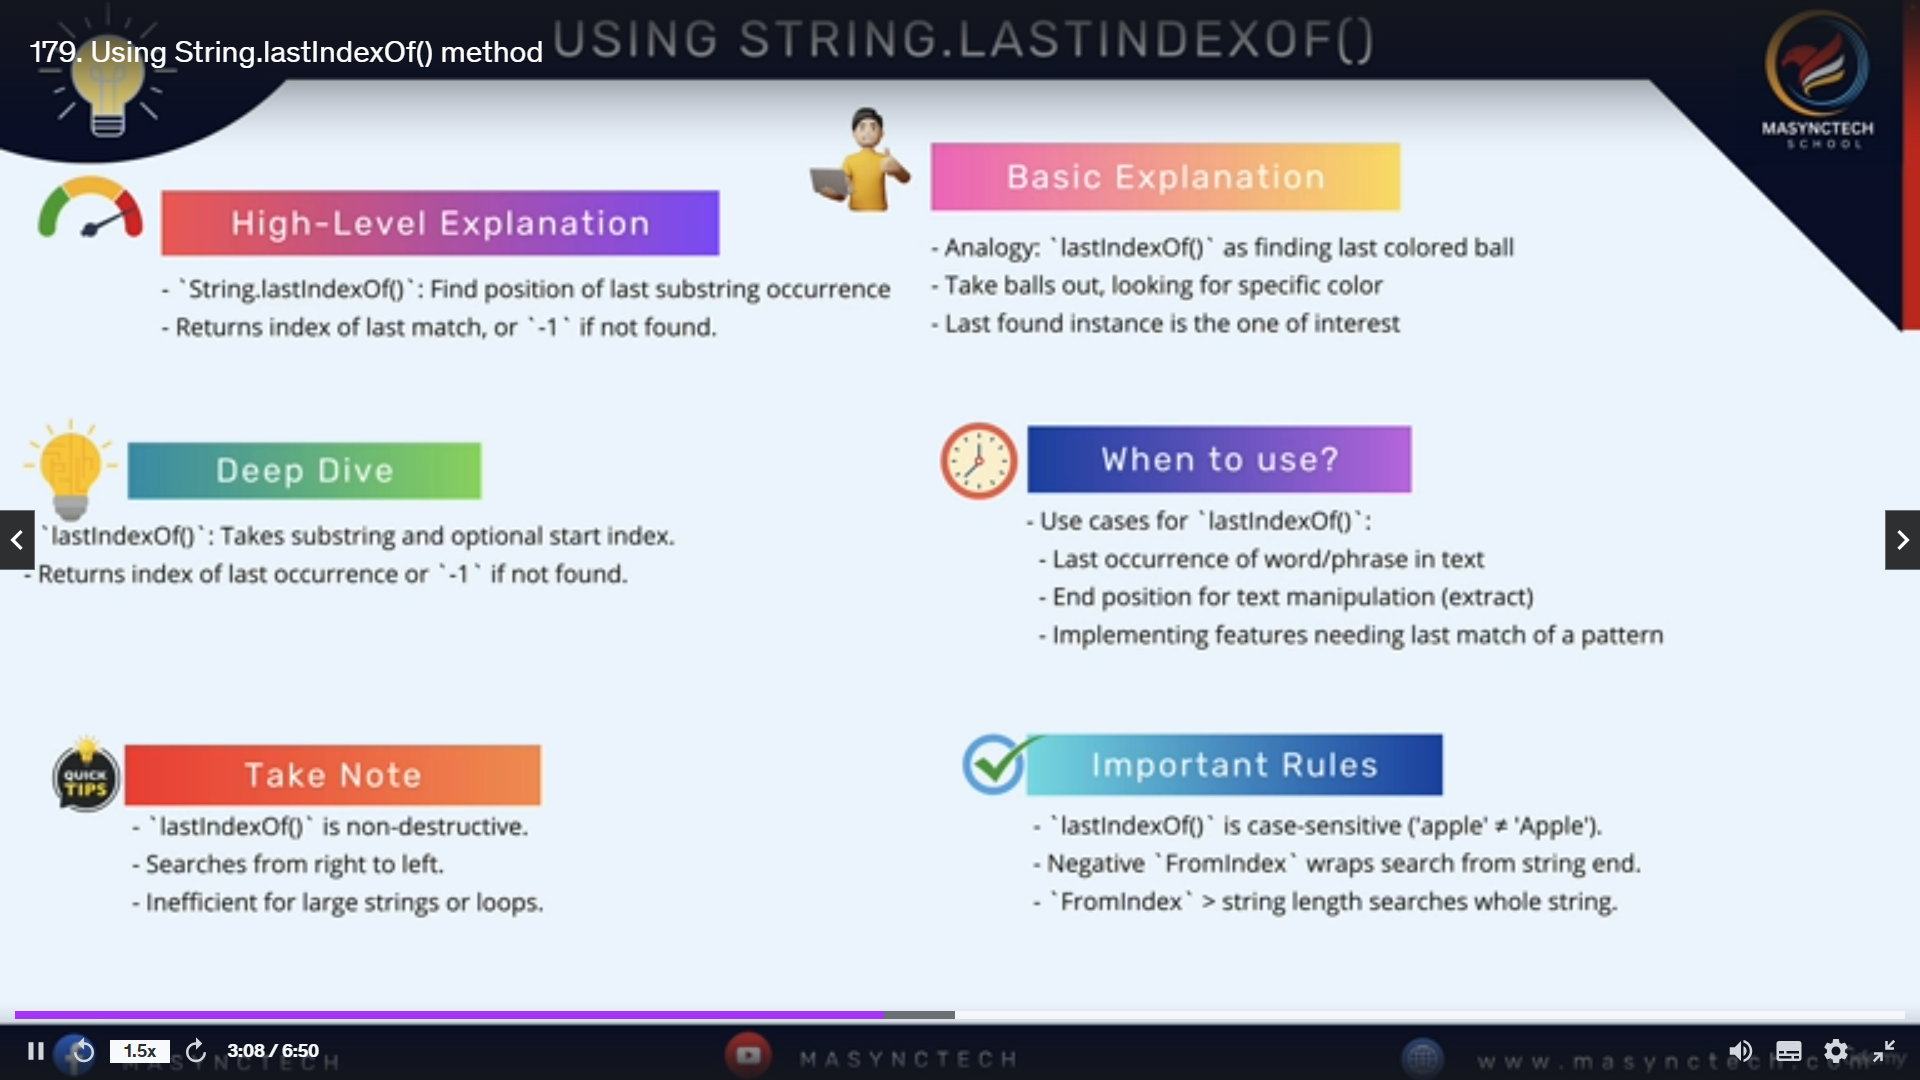 USING STRING.LASTINDEXOF()
179. Using String.lastIndexOf() method
MASYNCTECH
SCHOOL
High-Level Explanation
- `String.lastIndexOf()`: Find position of last substring occurrence
- Returns index of last match, or `-1` if not found.
Basic Explanation
- Analogy: `lastIndexOf()` as finding last colored ball
- Take balls out, looking for specific color
- Last found instance is the one of interest
Deep Dive
`lastIndexOf()`: Takes substring and optional start index.
- Returns index of last occurrence or `-1` if not found.
When to use?
- Use cases for `lastIndexOf()`:
- Last occurrence of word/phrase in text
- End position for text manipulation (extract)
- Implementing features needing last match of a pattern
QUICK
TIPS
Take Note
- `lastIndexOf()` is non-destructive.
- Searches from right to left.
- Inefficient for large strings or loops.
Important Rules
- `lastIndexOf()` is case-sensitive ('apple' ≠ 'Apple').
- Negative `FromIndex` wraps search from string end.
- `FromIndex` > string length searches whole string.
1.5x
3:08 / 6:50
MASYNCTECH
MASYNCTECH
www.masynctech.com